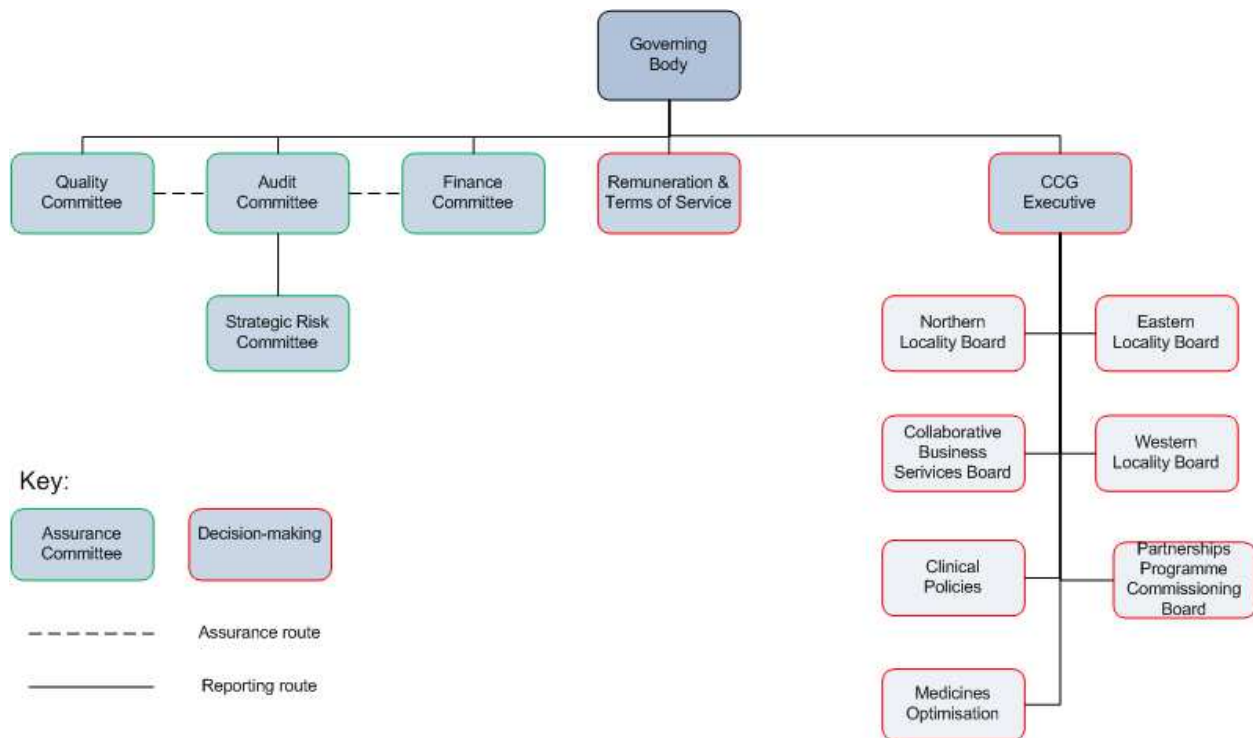 Governing
Body
Quality
Committee
Audit
Committee
Finance
Committee
Remuneration &
Terms of Service
CCG
Executive
Strategic Risk
Committee
Northern
Locality Board
Eastern
Locality Board
Collaborative
Business
Serivices Board
Western
Locality Board
Key:
Assurance
Committee
Decision-making
Clinical
Policies
Partnerships
Programme
Commissioning
Board
Assurance route
Reporting route
Medicines
Optimisation